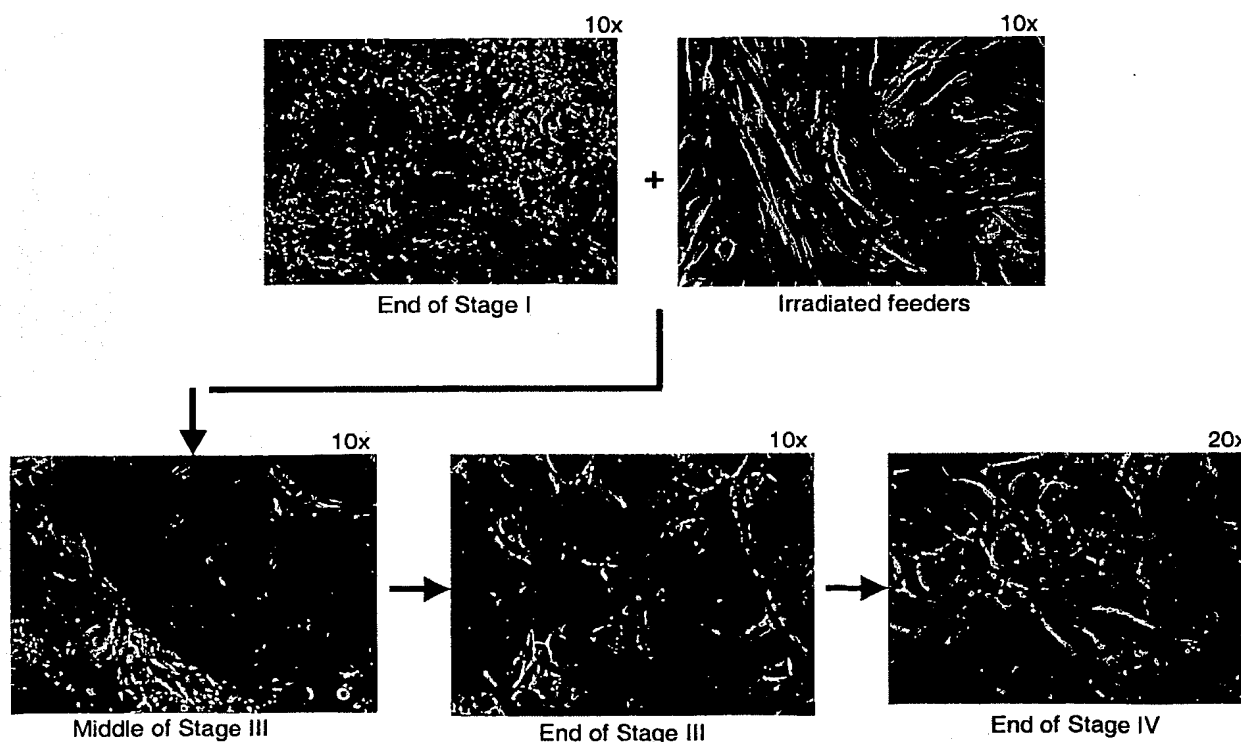 10x
10x
+
End of Stage I
Irradiated feeders
10x
10x
20x
Middle of Stage III
End of Stage III
End of Stage IV